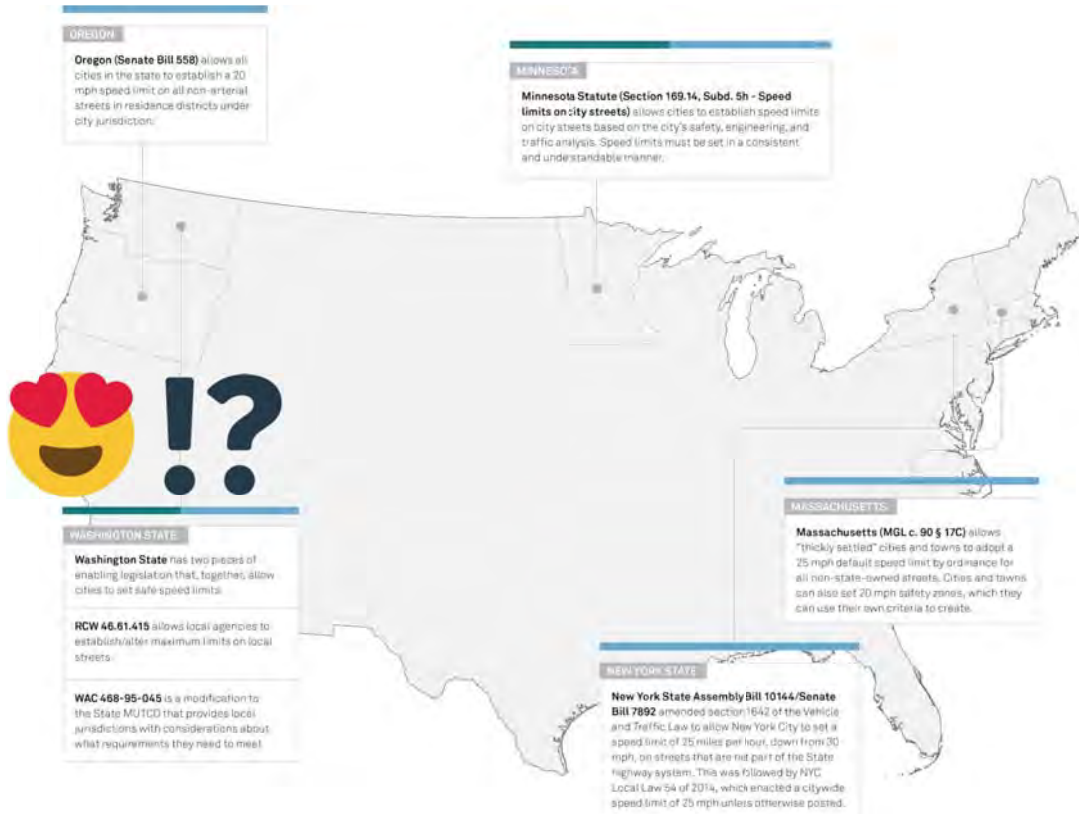 OREGON
Oregon (Senate Bill 558) allows all
cities in the state to establish a 20
mph speed limit on all non-arterial
streets in residence districts under
city jurisdiction.
MINNESOTA
Minnesota Statute (Section 169.14, Subd. 5h - Speed
limits on city streets) allows cities to establish speed limits
on city streets based on the city's safety, engineering, and
traffic analysis. Speed limits must be set in a consistent
and understandable manner.
!?
WASHINGTON STATE
Washington State has two pieces of
enabling legislation that, together, allow
cities to set safe speed limits.
RCW 46.61.415 allows local agencies to
establish/alter maximum limits on local
streets.
WAC 468-95-045 is a modification to
the State MUTCD that provides local
jurisdictions with considerations about
what requirements they need to meet.
MASSACHUSETTS
Massachusetts (MGL c. 90 § 17C) allows
"thickly settled" cities and towns to adopt a
25 mph default speed limit by ordinance for
all non-state-owned streets. Cities and towns
can also set 20 mph safety zones, which they
can use their own criteria to create.
NEW YORK STATE
New York State Assembly Bill 10144/Senate
Bill 7892 amended section 1642 of the Vehicle
and Traffic Law to allow New York City to set a
speed limit of 25 miles per hour, down from 30
mph, on streets that are not part of the State
highway system. This was followed by NYC
Local Law 54 of 2014, which enacted a citywide
speed limit of 25 mph unless otherwise posted.